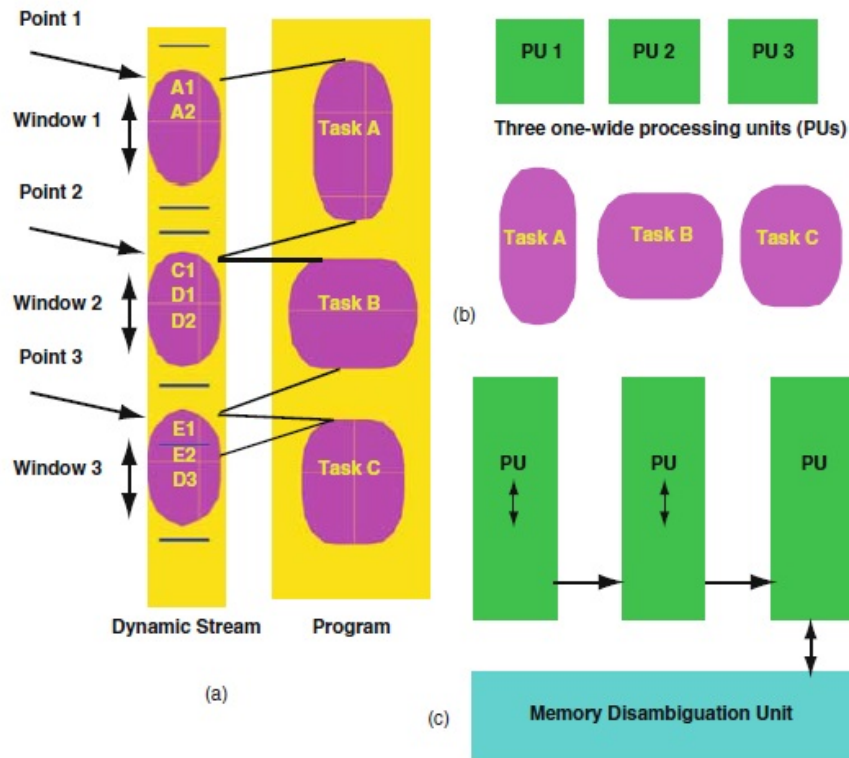 Point 1
A1
A2
Window 1
Task A
Point 2
C1
D1
D2
Window 2
Task B
Point 3
E1
E2
D3
Window 3
Task C
Dynamic Stream
Program
(a)
PU 1
PU 2
PU 3
Three one-wide processing units (PUs)
Task A
Task B
Task C
(b)
PU
PU
PU
Memory Disambiguation Unit
(c)